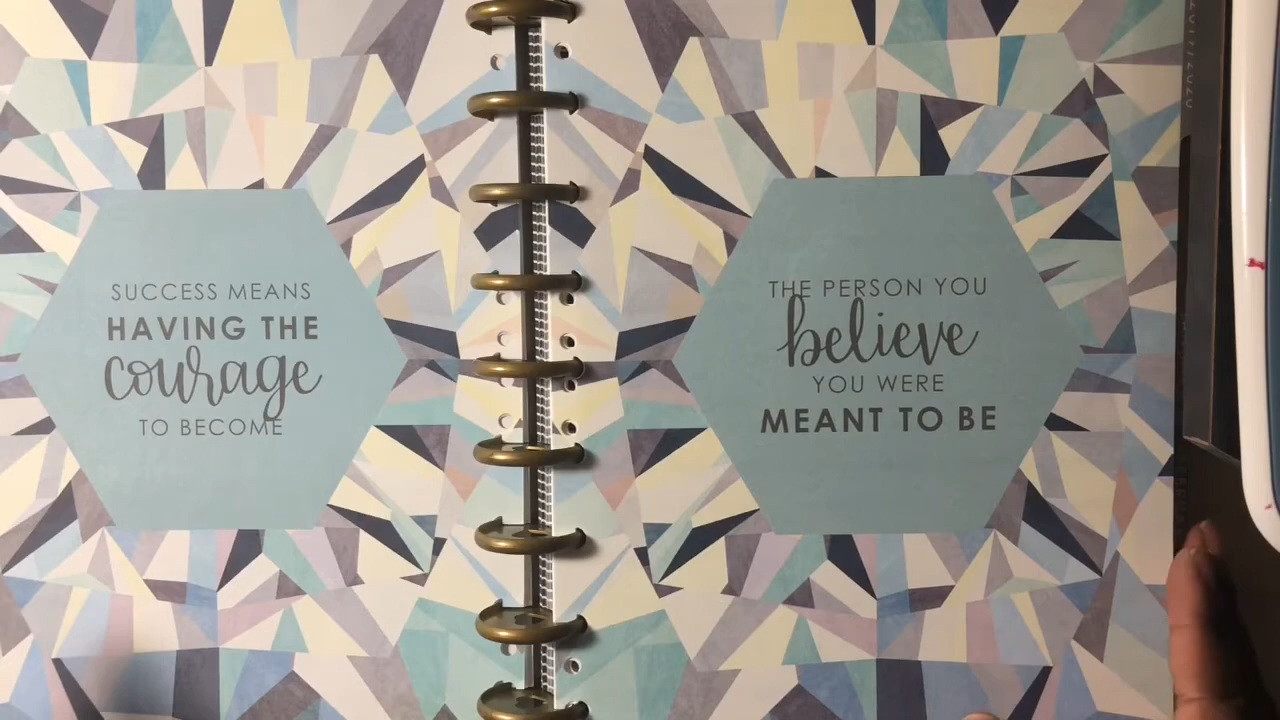 SUCCESS MEANS
HAVING THE
courage
TO BECOME
THE PERSON YOU
believe
YOU WERE
MEANT TO BE